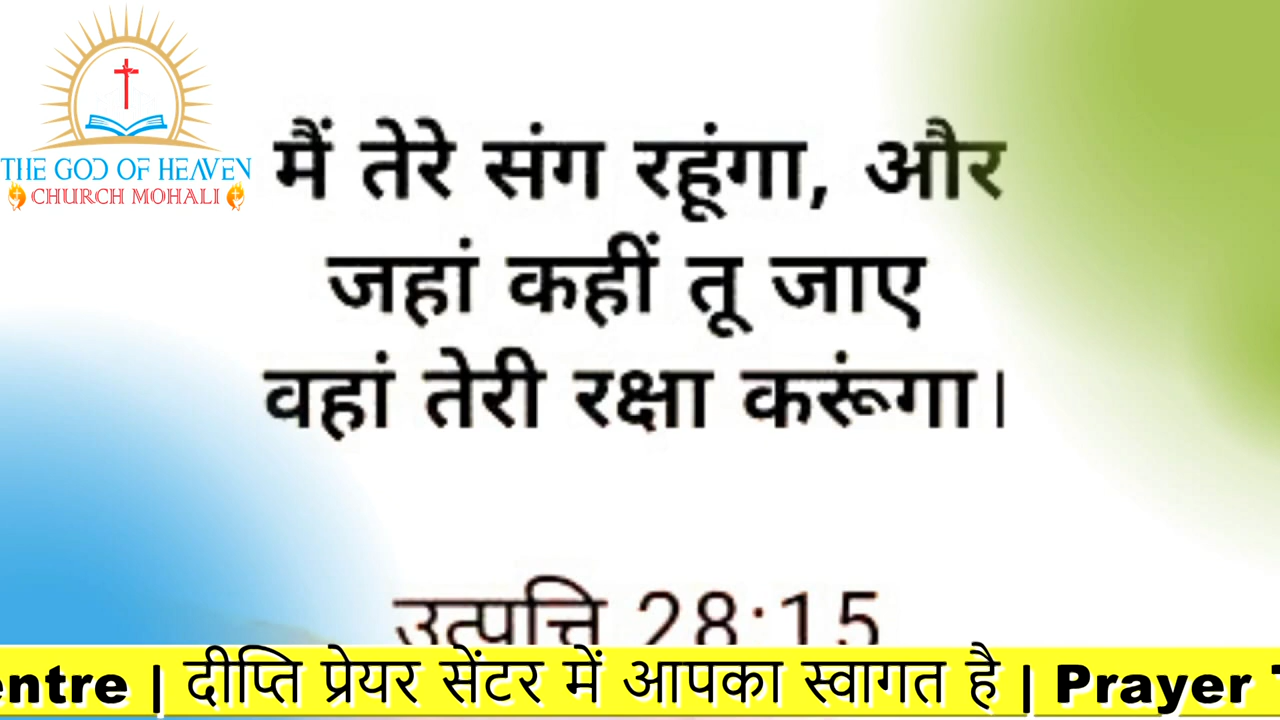 THE GOD OF HEAVEN
CHURCH MOHALI
मैं तेरे संग रहूंगा, और
जहां कहीं तू जाए
वहां तेरी रक्षा करूंगा।
उत्पत्ति 28:15
entre | दीप्ति प्रेयर सेंटर में आपका स्वागत है | Prayer